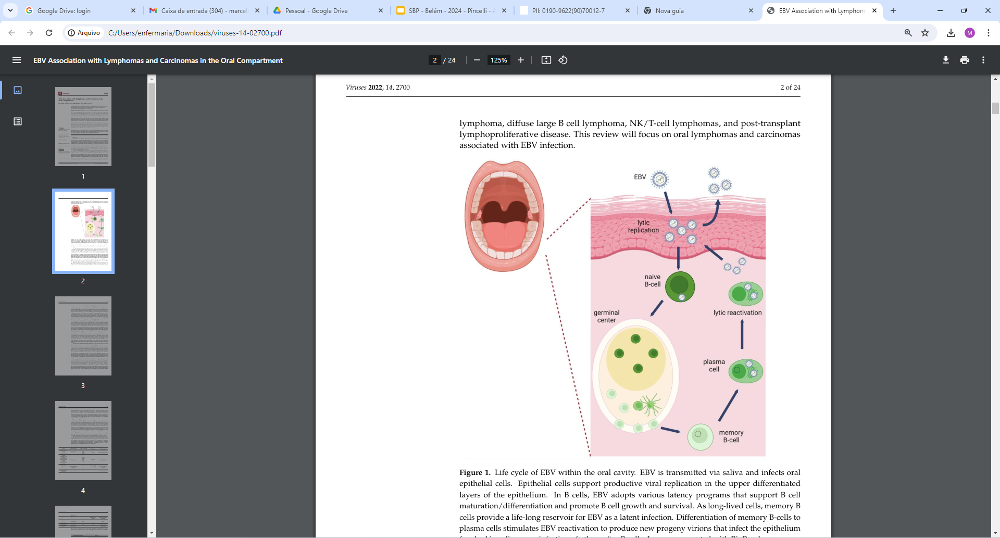 Google Drive: login
Caixa de entrada (304) - marcel
Pessoal - Google Drive
SBP - Belém - 2024 - Pincelli - A
PII: 0190-9622(90)70012-7
Nova guia
EBV Association with Lymphom
Arquivo C:/Users/enfermaria/Downloads/viruses-14-02700.pdf
M
EBV Association with Lymphomas and Carcinomas in the Oral Compartment
2 / 24
125%
1
2
3
4
Viruses 2022, 14, 2700
2 of 24
lymphoma, diffuse large B cell lymphoma, NK/T-cell lymphomas, and post-transplant
lymphoproliferative disease. This review will focus on oral lymphomas and carcinomas
associated with EBV infection.
EBV
lytic
replication
naive
B-cell
germinal
center
lytic reactivation
plasma
cell
memory
B-cell
Figure 1. Life cycle of EBV within the oral cavity. EBV is transmitted via saliva and infects oral
epithelial cells. Epithelial cells support productive viral replication in the upper differentiated
layers of the epithelium. In B cells, EBV adopts various latency programs that support B cell
maturation/differentiation and promote B cell growth and survival. As long-lived cells, memory B
cells provide a life-long reservoir for EBV as a latent infection. Differentiation of memory B-cells to
plasma cells stimulates EBV reactivation to produce new progeny virions that infect the epithelium